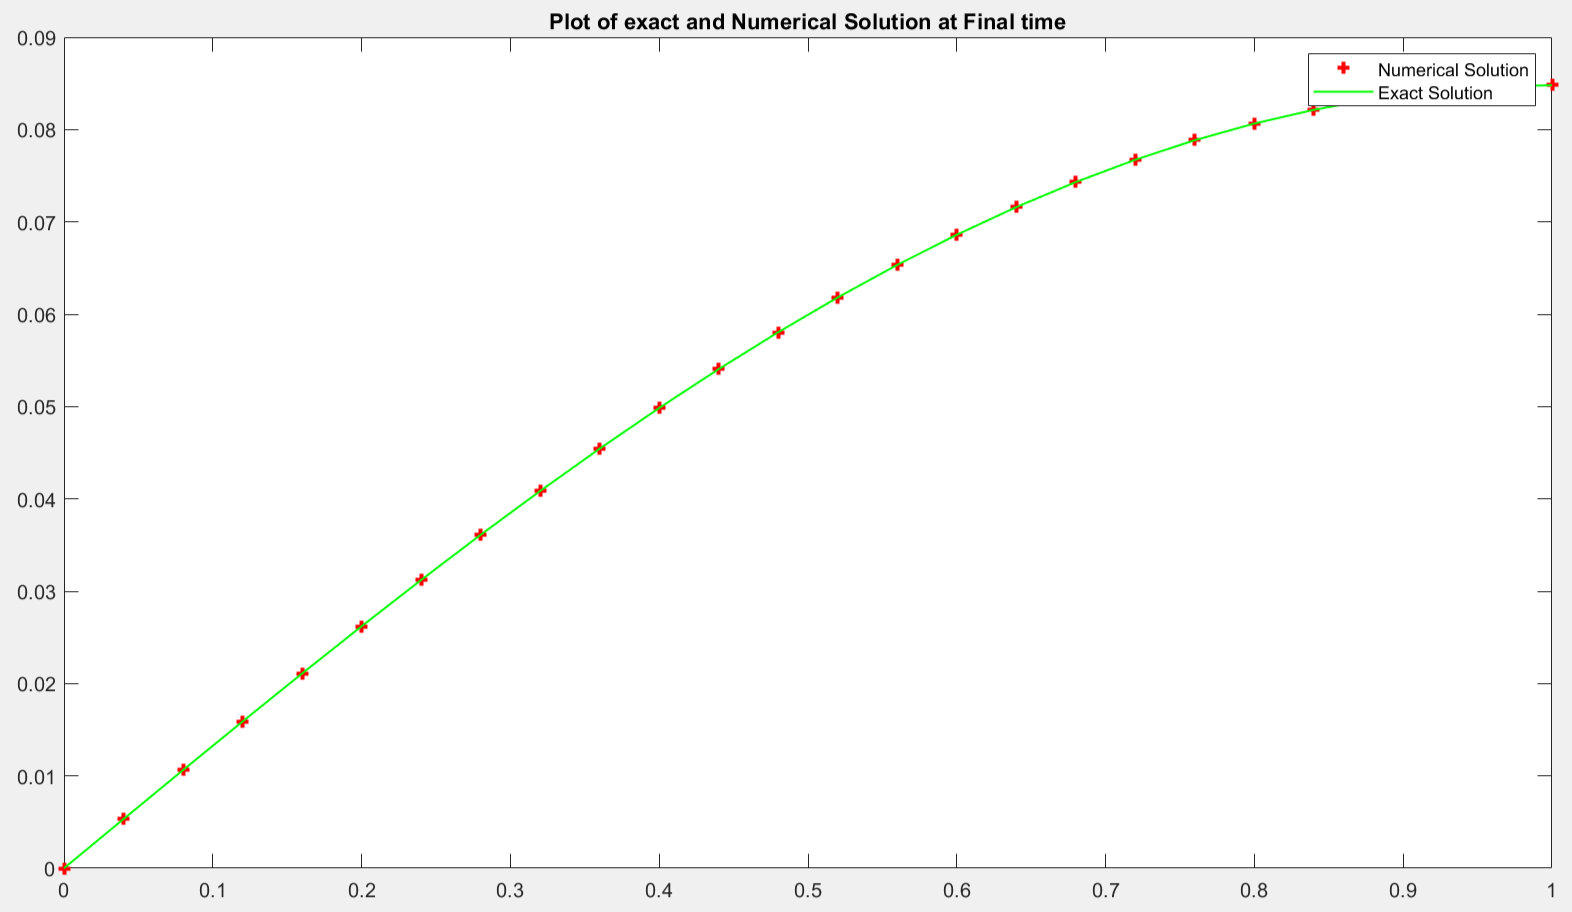 Plot of exact and Numerical Solution at Final time
0.09
0.08
0.07
0.06
0.05
0.04
0.03
0.02
0.01
0
Numerical Solution
Exact Solution
0 0.1 0.2 0.3 0.4 0.5 0.6 0.7 0.8 0.9 1